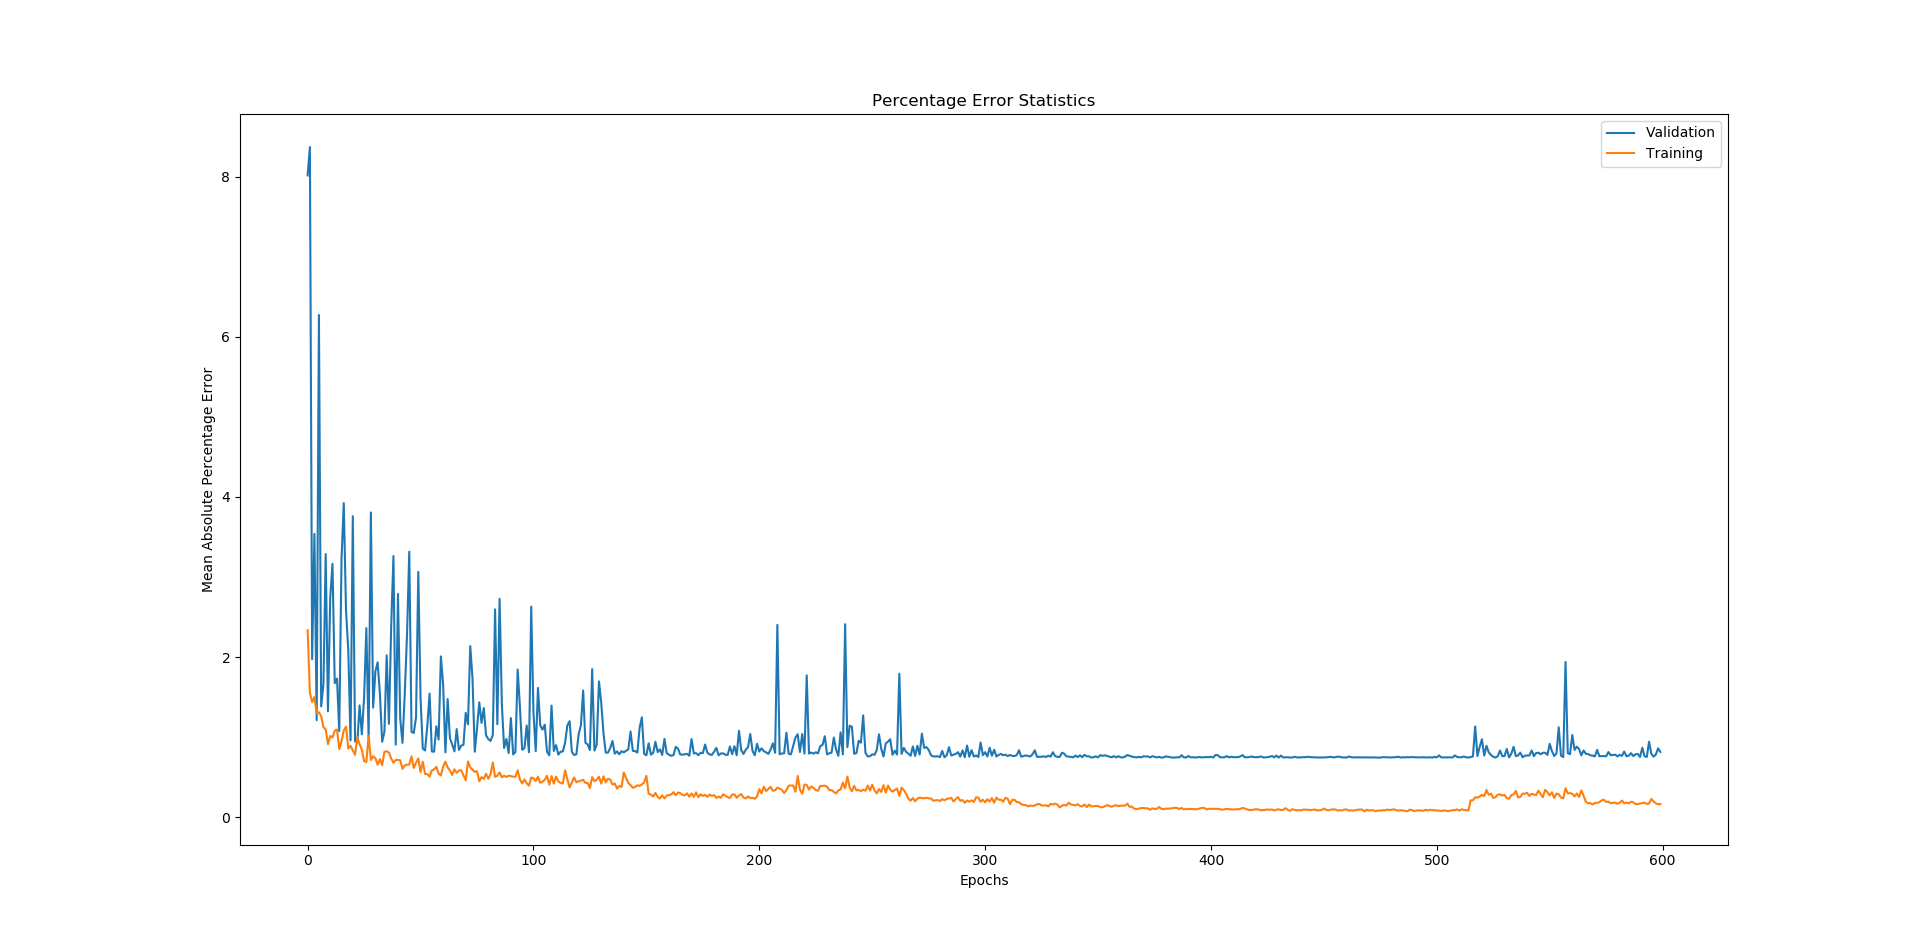 Percentage Error Statistics
Validation
Training
Mean Absolute Percentage Error
8
6
4
2
0
0 100 200 300 400 500 600
Epochs